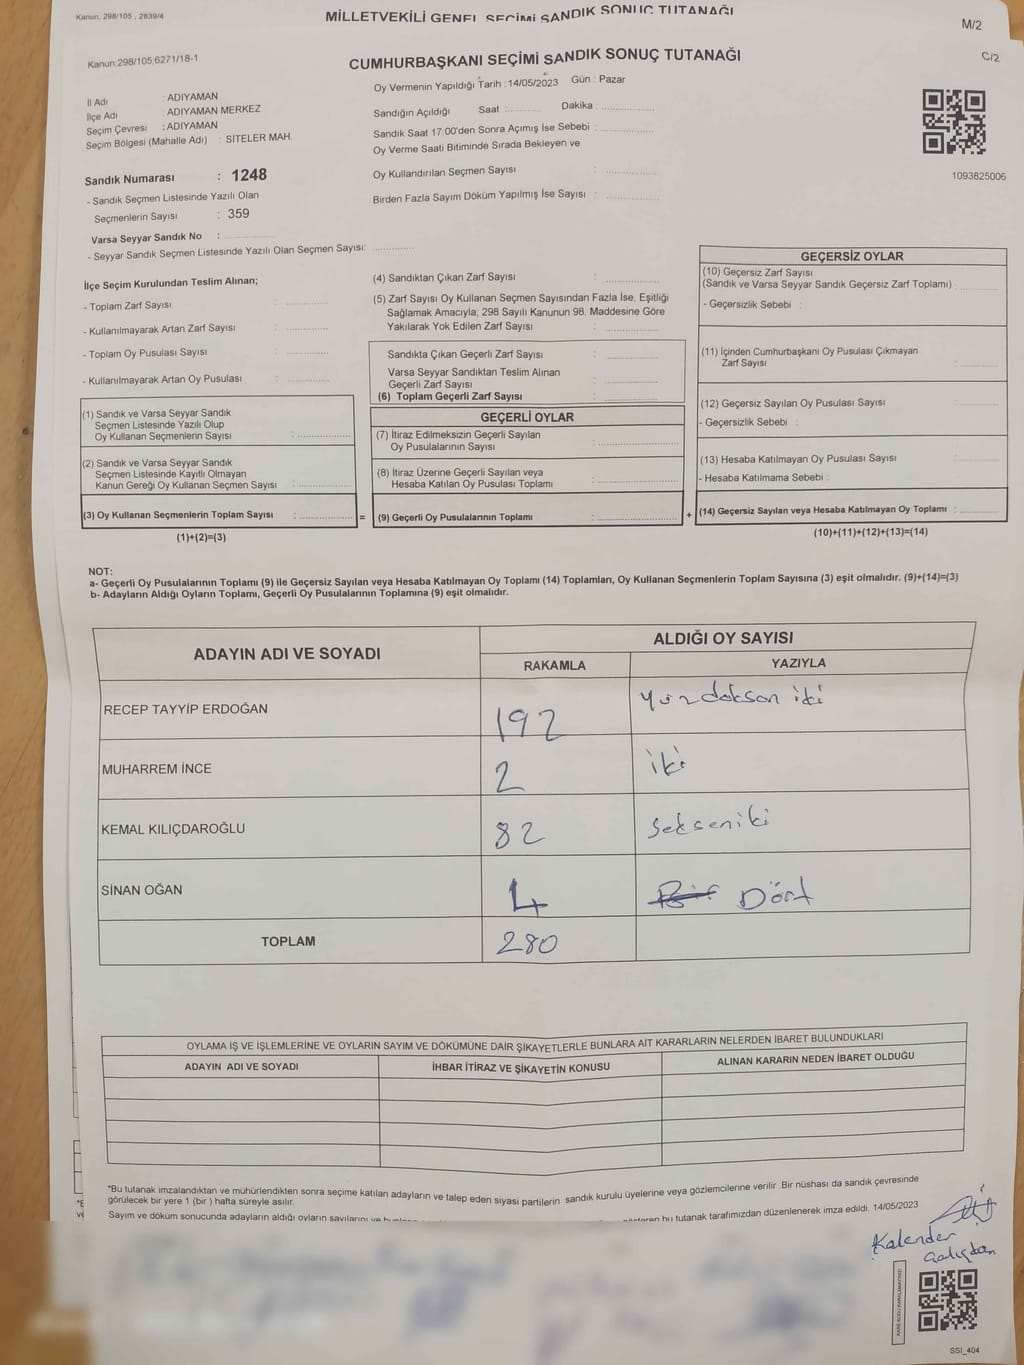 Kanun: 298/105 , 2839/4
MİLLETVEKİLİ GENEL SEÇİMİ SANDIK SONUÇ TUTANAĞI
M/2
Kanun:298/105;6271/18-1
CUMHURBAŞKANI SEÇİMİ SANDIK SONUÇ TUTANAĞI
C/2
Oy Vermenin Yapıldığı Tarih : 14/05/2023 Gün : Pazar
İl Adı : ADIYAMAN
İlçe Adı : ADIYAMAN MERKEZ
Seçim Çevresi : ADIYAMAN
Seçim Bölgesi (Mahalle Adı) : SİTELER MAH.
Sandığın Açıldığı Saat :............ Dakika :..................
Sandık Saat 17:00'den Sonra Açımış İse Sebebi :..................
Oy Verme Saati Bitiminde Sırada Bekleyen ve
Oy Kullandırılan Seçmen Sayısı :..................
Birden Fazla Sayım Döküm Yapılmış İse Sayısı :..................
1093825006
Sandık Numarası : 1248
- Sandık Seçmen Listesinde Yazılı Olan
Seçmenlerin Sayısı : 359
Varsa Seyyar Sandık No :..................
- Seyyar Sandık Seçmen Listesinde Yazılı Olan Seçmen Sayısı:..............
İlçe Seçim Kurulundan Teslim Alınan;
- Toplam Zarf Sayısı :..............
- Kullanılmayarak Artan Zarf Sayısı :..............
- Toplam Oy Pusulası Sayısı :..............
- Kullanılmayarak Artan Oy Pusulası :..............
(1) Sandık ve Varsa Seyyar Sandık
Seçmen Listesinde Yazılı Olup
Oy Kullanan Seçmenlerin Sayısı :..................
(2) Sandık ve Varsa Seyyar Sandık
Seçmen Listesinde Kayıtlı Olmayan
Kanun Gereği Oy Kullanan Seçmen Sayısı :..................
(3) Oy Kullanan Seçmenlerin Toplam Sayısı :.................. =
(1)+(2)=(3)
(4) Sandıktan Çıkan Zarf Sayısı :..................
(5) Zarf Sayısı Oy Kullanan Seçmen Sayısından Fazla İse, Eşitliği
Sağlamak Amacıyla; 298 Sayılı Kanunun 98. Maddesine Göre
Yakılarak Yok Edilen Zarf Sayısı :..................
Sandıkta Çıkan Geçerli Zarf Sayısı :..................
Varsa Seyyar Sandıktan Teslim Alınan
Geçerli Zarf Sayısı :..................
(6) Toplam Geçerli Zarf Sayısı :..................
GEÇERLİ OYLAR
(7) İtiraz Edilmeksizin Geçerli Sayılan
Oy Pusulalarının Sayısı :..................
(8) İtiraz Üzerine Geçerli Sayılan veya
Hesaba Katılan Oy Pusulası Toplamı :..................
(9) Geçerli Oy Pusulalarının Toplamı :.................. +
GEÇERSİZ OYLAR
(10) Geçersiz Zarf Sayısı
(Sandık ve Varsa Seyyar Sandık Geçersiz Zarf Toplamı) :............
- Geçersizlik Sebebi :
(11) İçinden Cumhurbaşkanı Oy Pusulası Çıkmayan
Zarf Sayısı :............
(12) Geçersiz Sayılan Oy Pusulası Sayısı :............
- Geçersizlik Sebebi :
(13) Hesaba Katılmayan Oy Pusulası Sayısı :............
- Hesaba Katılmama Sebebi :
(14) Geçersiz Sayılan veya Hesaba Katılmayan Oy Toplamı :............
(10)+(11)+(12)+(13)=(14)
NOT:
a- Geçerli Oy Pusulalarının Toplamı (9) ile Geçersiz Sayılan veya Hesaba Katılmayan Oy Toplamı (14) Toplamları, Oy Kullanan Seçmenlerin Toplam Sayısına (3) eşit olmalıdır. (9)+(14)=(3)
b- Adayların Aldığı Oyların Toplamı, Geçerli Oy Pusulalarının Toplamına (9) eşit olmalıdır.
ADAYIN ADI VE SOYADI
ALDIĞI OY SAYISI
RAKAMLA
YAZIYLA
RECEP TAYYİP ERDOĞAN 192 Yüzdoksan iki
MUHARREM İNCE 2 iki
KEMAL KILIÇDAROĞLU 82 Seksen iki
SİNAN OĞAN 4 Bir Dört
TOPLAM 280
OYLAMA İŞ VE İŞLEMLERİNE VE OYLARIN SAYIM VE DÖKÜMÜNE DAİR ŞİKAYETLERLE BUNLARA AİT KARARLARIN NELERDEN İBARET BULUNDUKLARI
ADAYIN ADI VE SOYADI
İHBAR İTİRAZ VE ŞİKAYETİN KONUSU
ALINAN KARARIN NEDEN İBARET OLDUĞU
*Bu tutanak imzalandıktan ve mühürlendikten sonra seçime katılan adayların ve talep eden siyasi partilerin sandık kurulu üyelerine veya gözlemcilerine verilir .Bir nüshası da sandık çevresinde
görülecek bir yere 1 (bir ) hafta süreyle asılır.
Sayım ve döküm sonucunda adayların aldığı oyların sayılarını ve bu tutanak tarafımızdan düzenlenerek imza edildi. 14/05/2023
Kalender
Çalışkan
KARE KODU KARALAMAYINIZ!
SSI_404